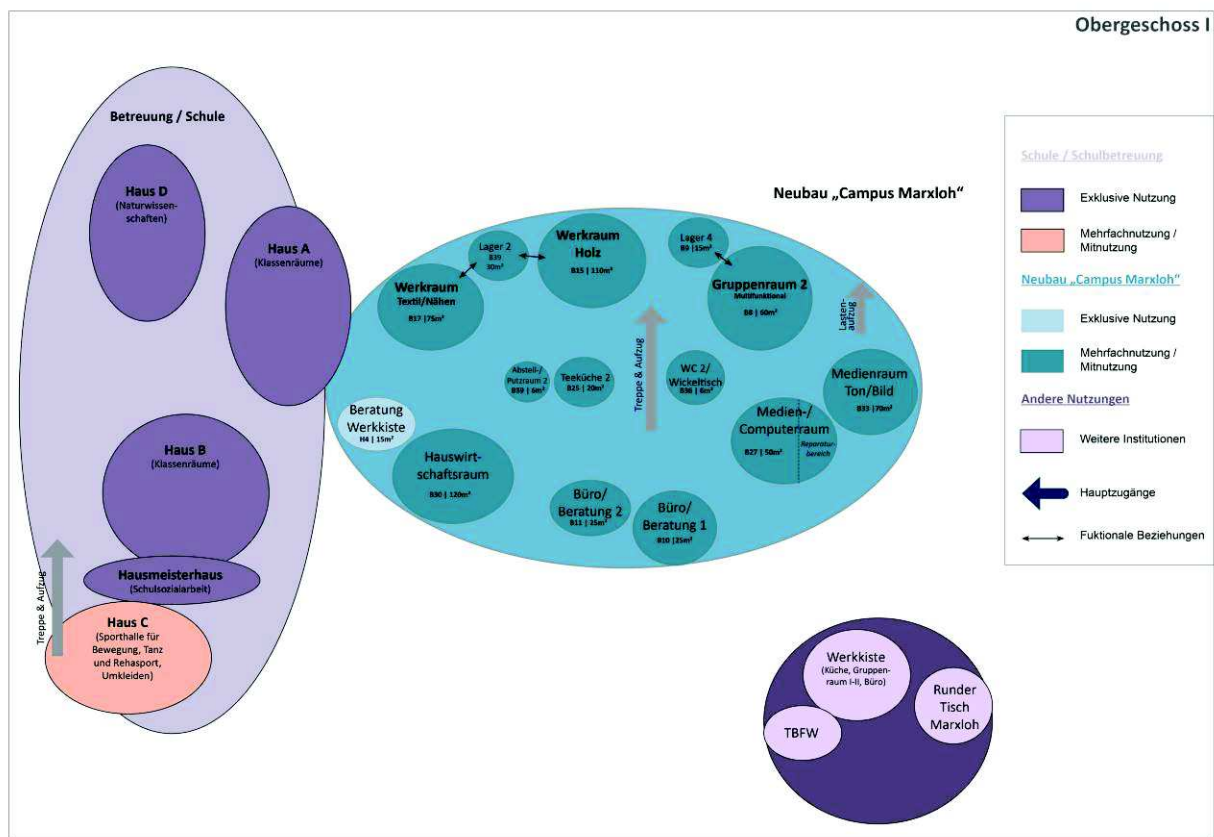 Obergeschoss I
Betreuung / Schule
Haus D
(Naturwissen-
schaften)
Haus A
(Klassenräume)
Haus B
(Klassenräume)
Hausmeisterhaus
(Schulsozialarbeit)
Haus C
(Sporthalle für
Bewegung, Tanz
und Rehasport,
Umkleiden)
Treppe & Aufzug
Neubau „Campus Marxloh“
Lager 2
B39
30m²
Werkraum
Holz
B15 | 110m²
Lager 4
B9 | 15m²
Werkraum
Textil/Nähen
B17 | 75m²
Gruppenraum 2
Multifunktional
B8 | 60m²
Lasten-
aufzug
Treppe & Aufzug
Abstell-/
Putzraum 2
B59 | 6m²
Teeküche 2
B25 | 20m²
WC 2/
Wickeltisch
B36 | 6m²
Medienraum
Ton/Bild
B33 | 70m²
Beratung
Werkkiste
H4 | 15m²
Hauswirt-
schaftsraum
B30 | 120m²
Medien-/
Computerraum
B27 | 50m²
Reparatur-
bereich
Büro/
Beratung 2
B11 | 25m²
Büro/
Beratung 1
B10 | 25m²
Werkkiste
(Küche, Gruppen-
raum I-II, Büro)
TBFW
Runder
Tisch
Marxloh
Schule / Schulbetreuung
Exklusive Nutzung
Mehrfachnutzung /
Mitnutzung
Neubau „Campus Marxloh“
Exklusive Nutzung
Mehrfachnutzung /
Mitnutzung
Andere Nutzungen
Weitere Institutionen
Hauptzugänge
Fuktionale Beziehungen